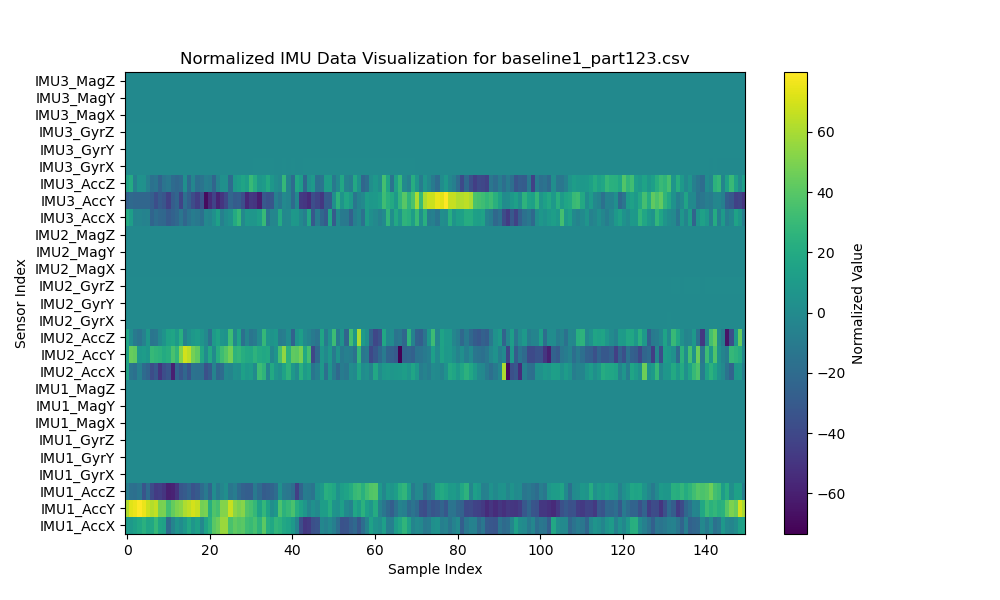 Normalized IMU Data Visualization for baseline1_part123.csv
Sensor Index
IMU3_MagZ
IMU3_MagY
IMU3_MagX
IMU3_GyrZ
IMU3_GyrY
IMU3_GyrX
IMU3_AccZ
IMU3_AccY
IMU3_AccX
IMU2_MagZ
IMU2_MagY
IMU2_MagX
IMU2_GyrZ
IMU2_GyrY
IMU2_GyrX
IMU2_AccZ
IMU2_AccY
IMU2_AccX
IMU1_MagZ
IMU1_MagY
IMU1_MagX
IMU1_GyrZ
IMU1_GyrY
IMU1_GyrX
IMU1_AccZ
IMU1_AccY
IMU1_AccX
0 20 40 60 80 100 120 140
Sample Index
60
40
20
0
−20
−40
−60
Normalized Value